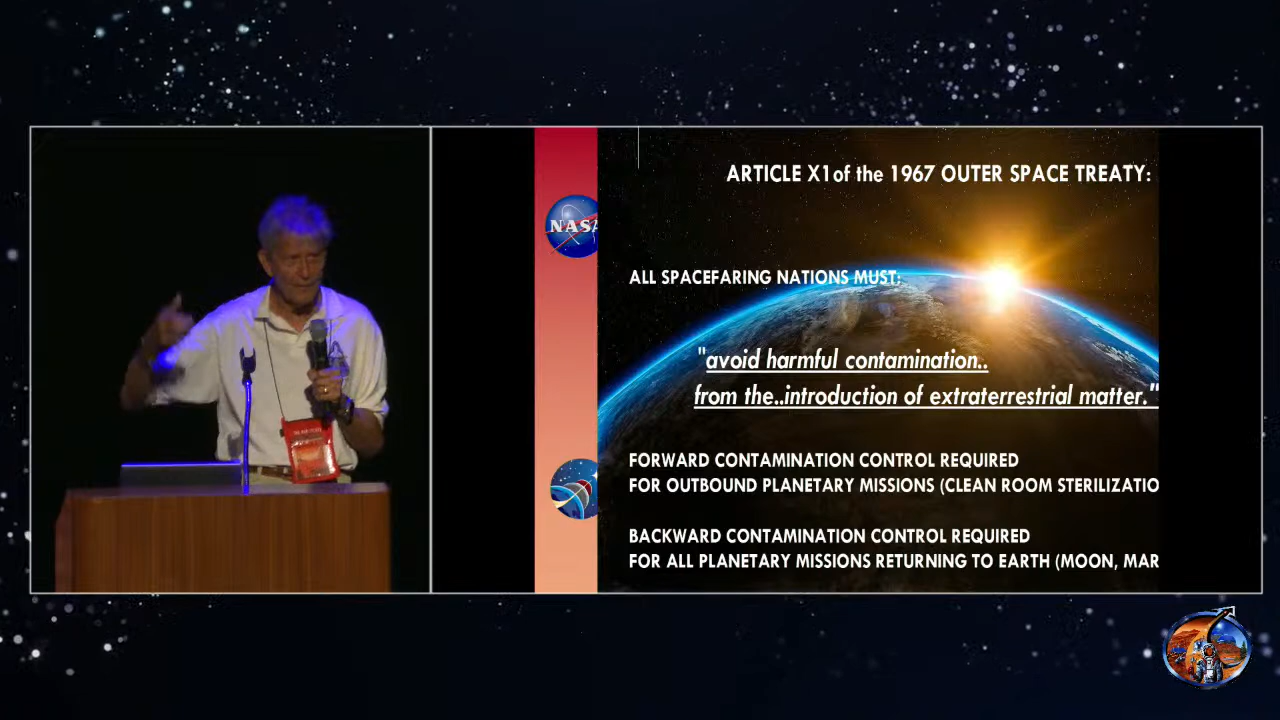 ARTICLE X1of the 1967 OUTER SPACE TREATY:
NASA
ALL SPACEFARING NATIONS MUST:
"avoid harmful contamination..
from the..introduction of extraterrestrial matter."
FORWARD CONTAMINATION CONTROL REQUIRED
FOR OUTBOUND PLANETARY MISSIONS (CLEAN ROOM STERILIZATIO
BACKWARD CONTAMINATION CONTROL REQUIRED
FOR ALL PLANETARY MISSIONS RETURNING TO EARTH (MOON, MAR